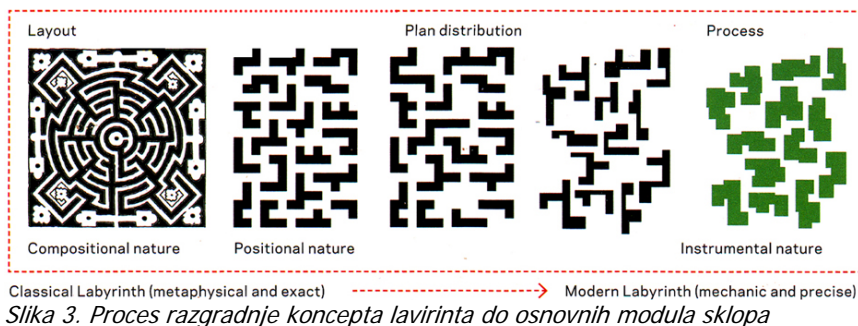 Layout Plan distribution Process
Compositional nature Positional nature Instrumental nature
Classical Labyrinth (metaphysical and exact) Modern Labyrinth (mechanic and precise)
Slika 3. Proces razgradnje koncepta lavirinta do osnovnih modula sklopa